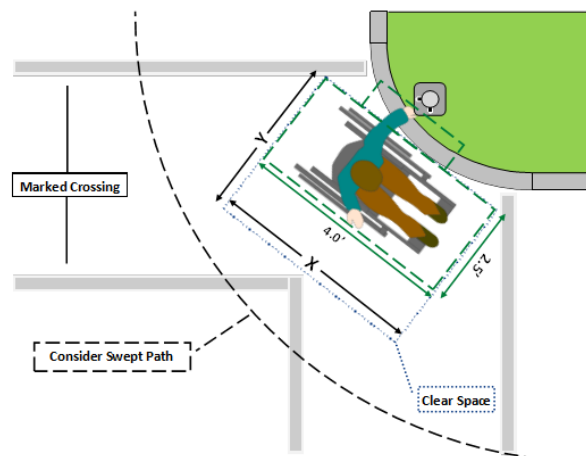 Y
Marked Crossing
4.0'
X
2.5'
Consider Swept Path
Clear Space